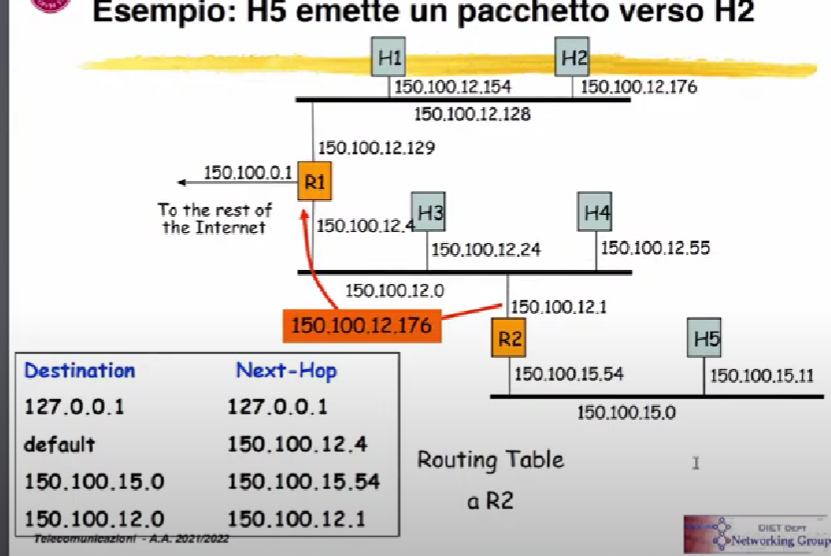 Esempio: H5 emette un pacchetto verso H2
H1
H2
150.100.12.154
150.100.12.176
150.100.12.128
150.100.12.129
150.100.0.1
R1
To the rest of
the Internet
150.100.12.4
H3
H4
150.100.12.24
150.100.12.55
150.100.12.0
150.100.12.1
150.100.12.176
R2
H5
150.100.15.54
150.100.15.11
150.100.15.0
Destination Next-Hop
127.0.0.1 127.0.0.1
default 150.100.12.4
150.100.15.0 150.100.15.54
150.100.12.0 150.100.12.1
Routing Table
a R2
Telecomunicazioni - A.A. 2021/2022
DIET DEPT
Networking Group